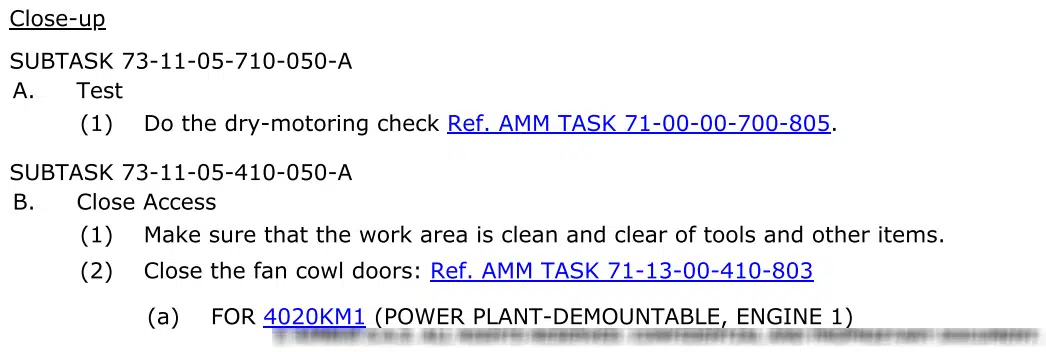 Close-up
SUBTASK 73-11-05-710-050-A
A. Test
(1) Do the dry-motoring check Ref. AMM TASK 71-00-00-700-805.
SUBTASK 73-11-05-410-050-A
B. Close Access
(1) Make sure that the work area is clean and clear of tools and other items.
(2) Close the fan cowl doors: Ref. AMM TASK 71-13-00-410-803
(a) FOR 4020KM1 (POWER PLANT-DEMOUNTABLE, ENGINE 1)